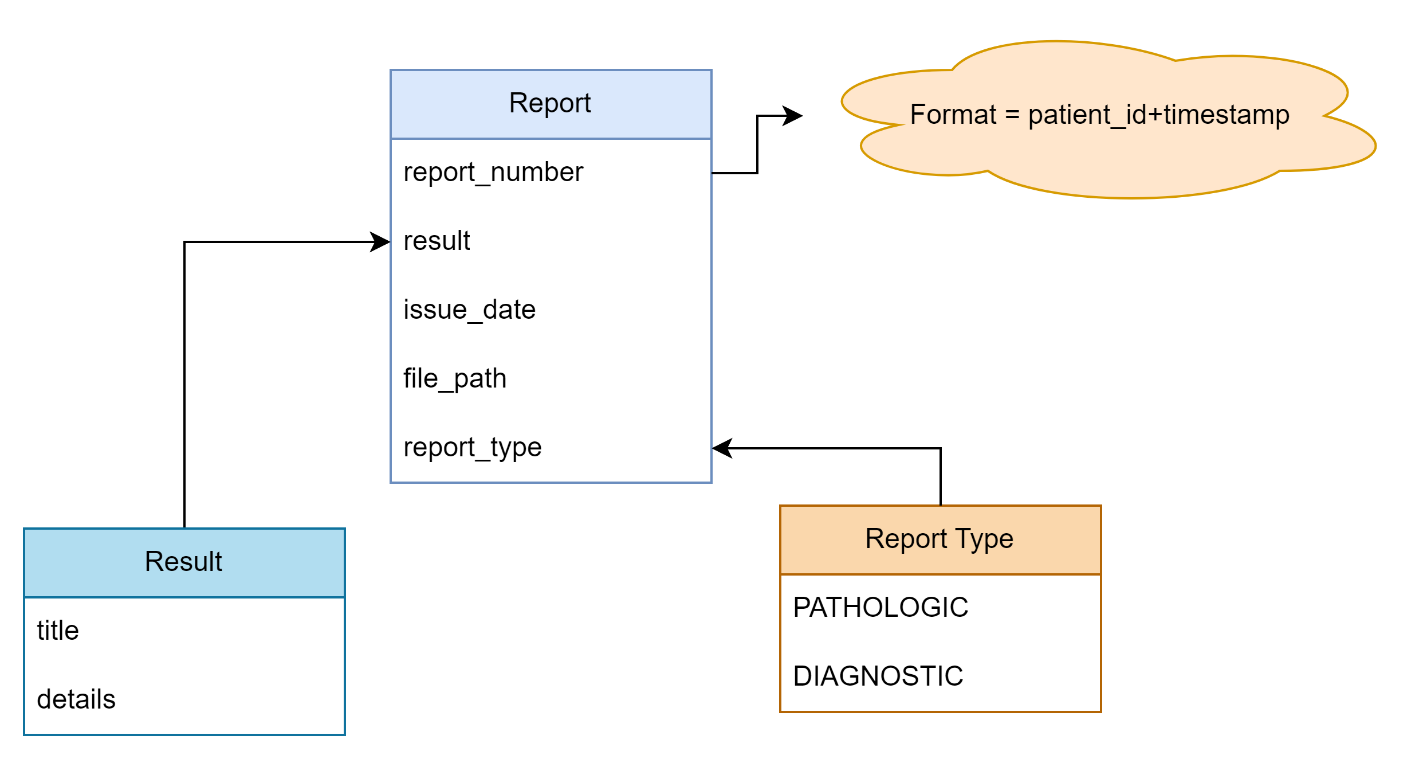 Report
report_number
result
issue_date
file_path
report_type
Format = patient_id+timestamp
Result
title
details
Report Type
PATHOLOGIC
DIAGNOSTIC